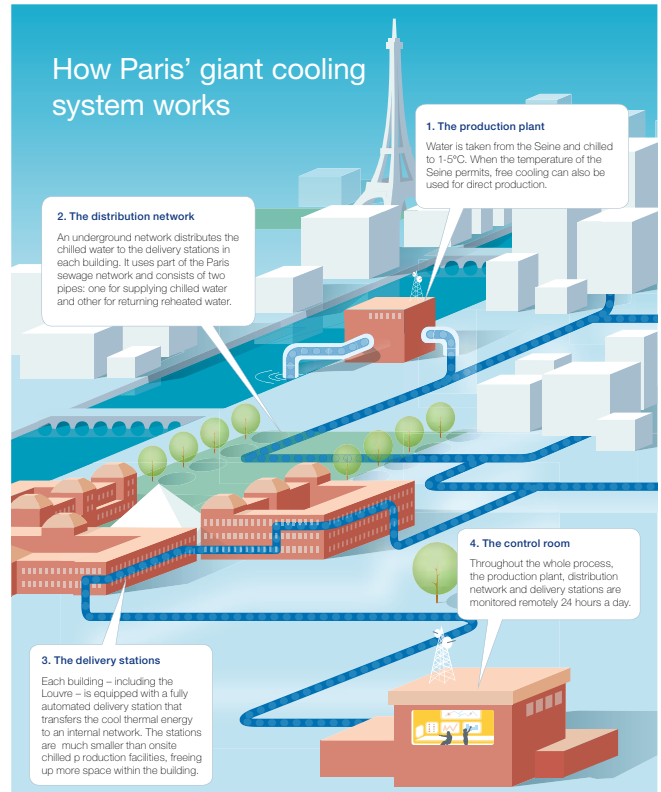 How Paris’ giant cooling
system works
1. The production plant
Water is taken from the Seine and chilled
to 1-5ºC. When the temperature of the
Seine permits, free cooling can also be
used for direct production.
2. The distribution network
An underground network distributes the
chilled water to the delivery stations in
each building. It uses part of the Paris
sewage network and consists of two
pipes: one for supplying chilled water
and other for returning reheated water.
3. The delivery stations
Each building – including the
Louvre – is equipped with a fully
automated delivery station that
transfers the cool thermal energy
to an internal network. The stations
are  much smaller than onsite
chilled p roduction facilities, freeing
up more space within the building.
4. The control room
Throughout the whole process,
the production plant, distribution
network and delivery stations are
monitored remotely 24 hours a day.